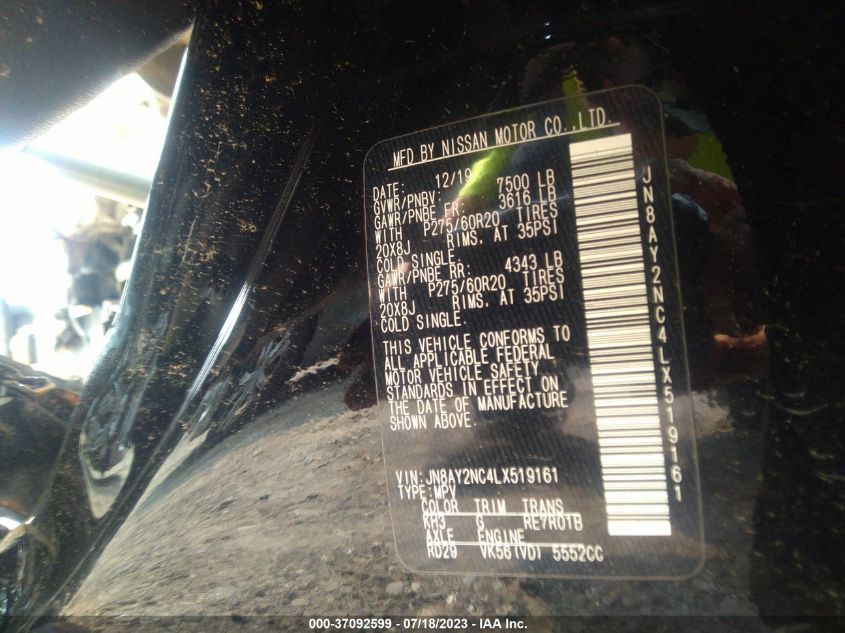 MFD BY NISSAN MOTOR CO.,LTD.
DATE: 12/19
GVWR/PNBV: 7500 LB
GAWR/PNBE FR: 3616 LB
WITH P275/60R20 TIRES
20X8J RIMS. AT 35PSI
COLD SINGLE.
GAWR/PNBE RR: 4343 LB
WITH P275/60R20 TIRES
20X8J RIMS. AT 35PSI
COLD SINGLE.
THIS VEHICLE CONFORMS TO
ALL APPLICABLE FEDERAL
MOTOR VEHICLE SAFETY
STANDARDS IN EFFECT ON
THE DATE OF MANUFACTURE
SHOWN ABOVE.
VIN:JN8AY2NC4LX519161
TYPE:MPV
COLOR TRIM TRANS
KH3 G RE7R01B
AXLE ENGINE
RD29 VK56(VD) 5552CC
JN8AY2NC4LX519161
000-37092599 - 07/18/2023 - IAA Inc.